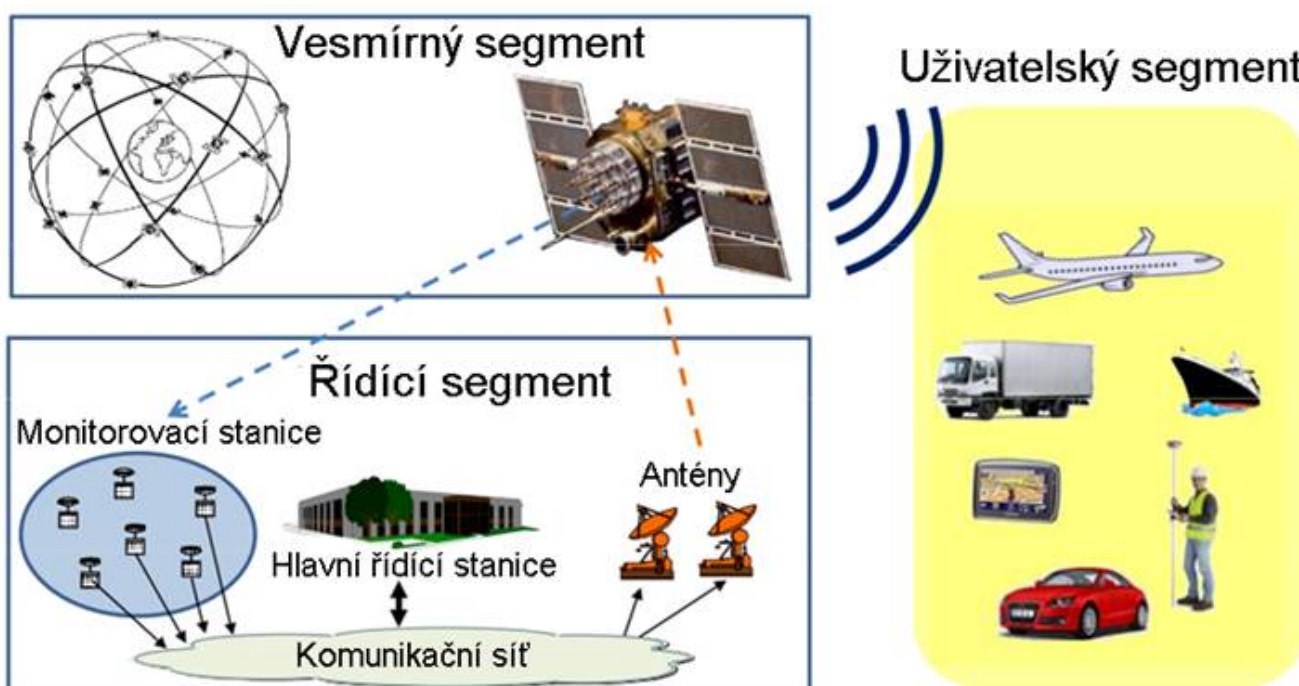 Vesmírný segment
Uživatelský segment
Řídící segment
Monitorovací stanice
Antény
Hlavní řídící stanice
Komunikační síť